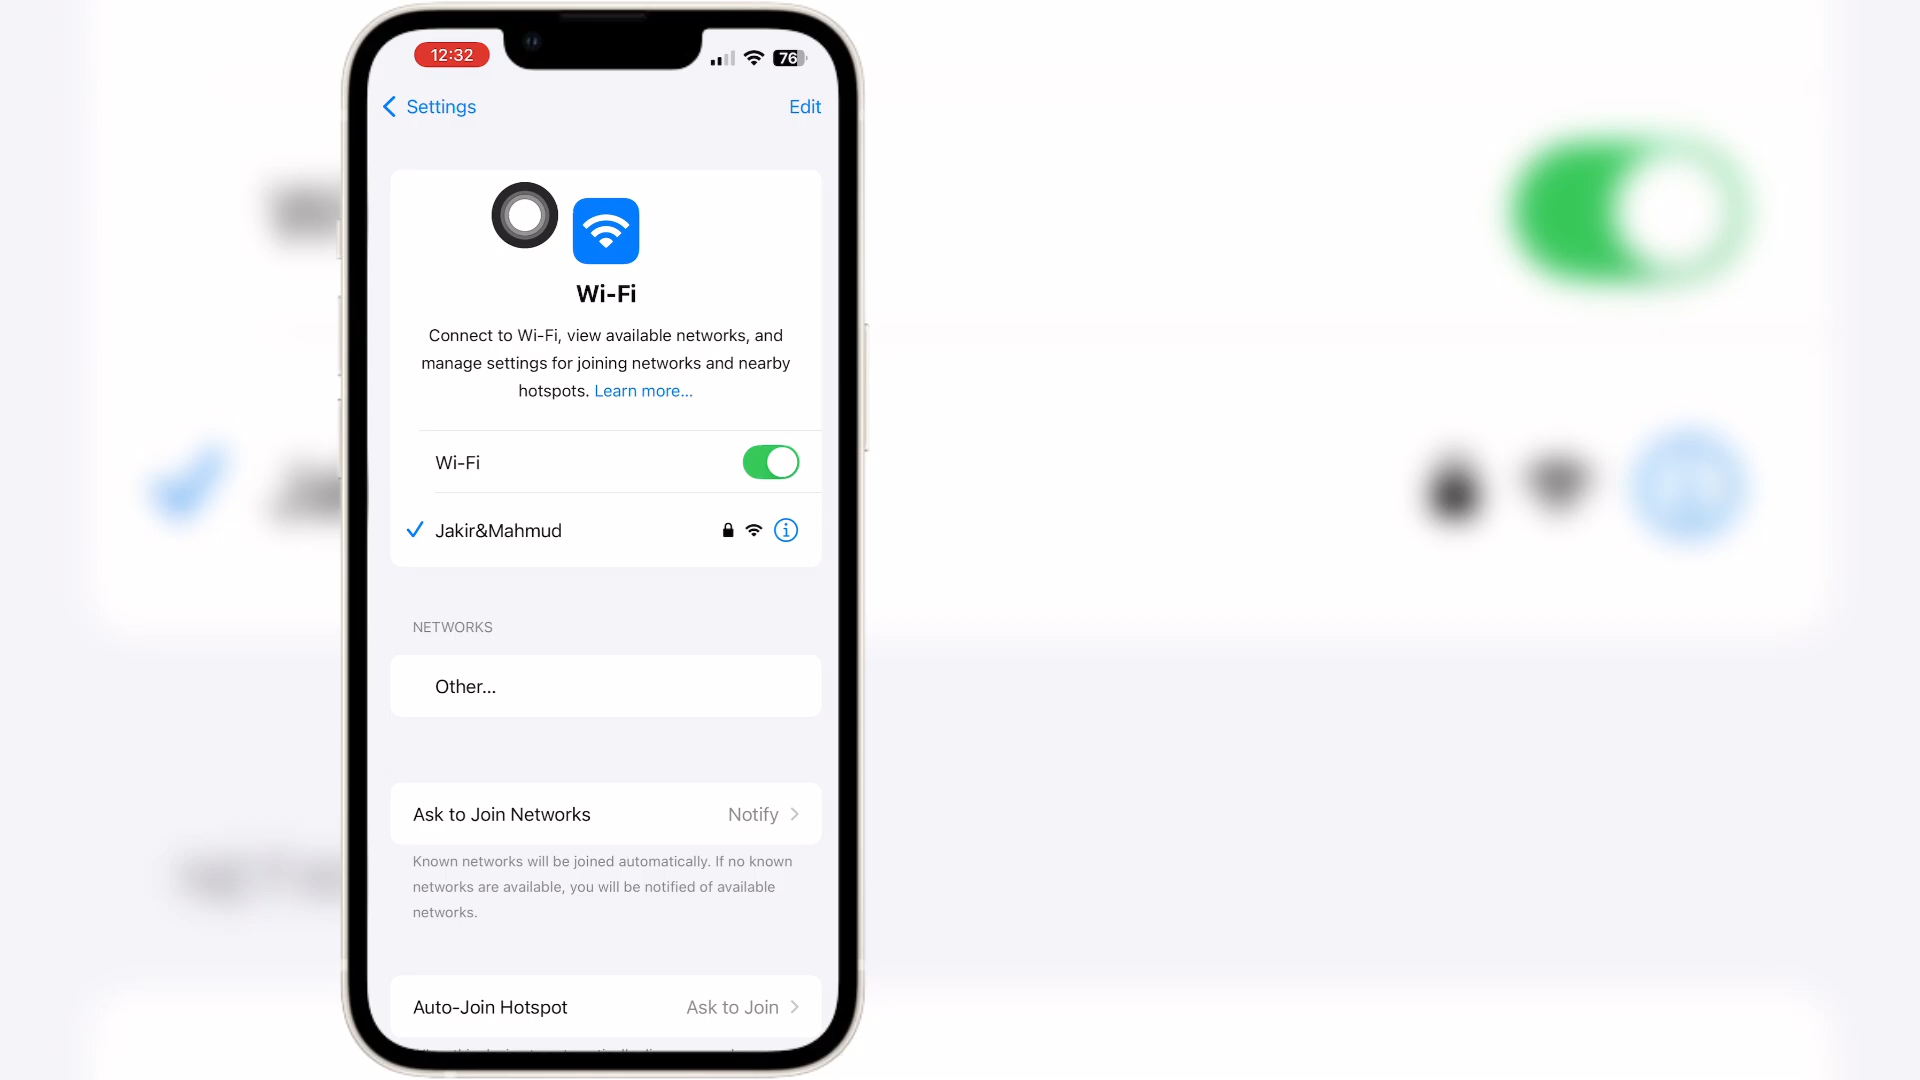 12:32
76
Settings
Edit
Wi-Fi
Connect to Wi-Fi, view available networks, and
manage settings for joining networks and nearby
hotspots. Learn more...
Wi-Fi
Jakir&Mahmud
NETWORKS
Other...
Ask to Join Networks
Notify
Known networks will be joined automatically. If no known
networks are available, you will be notified of available
networks.
Auto-Join Hotspot
Ask to Join